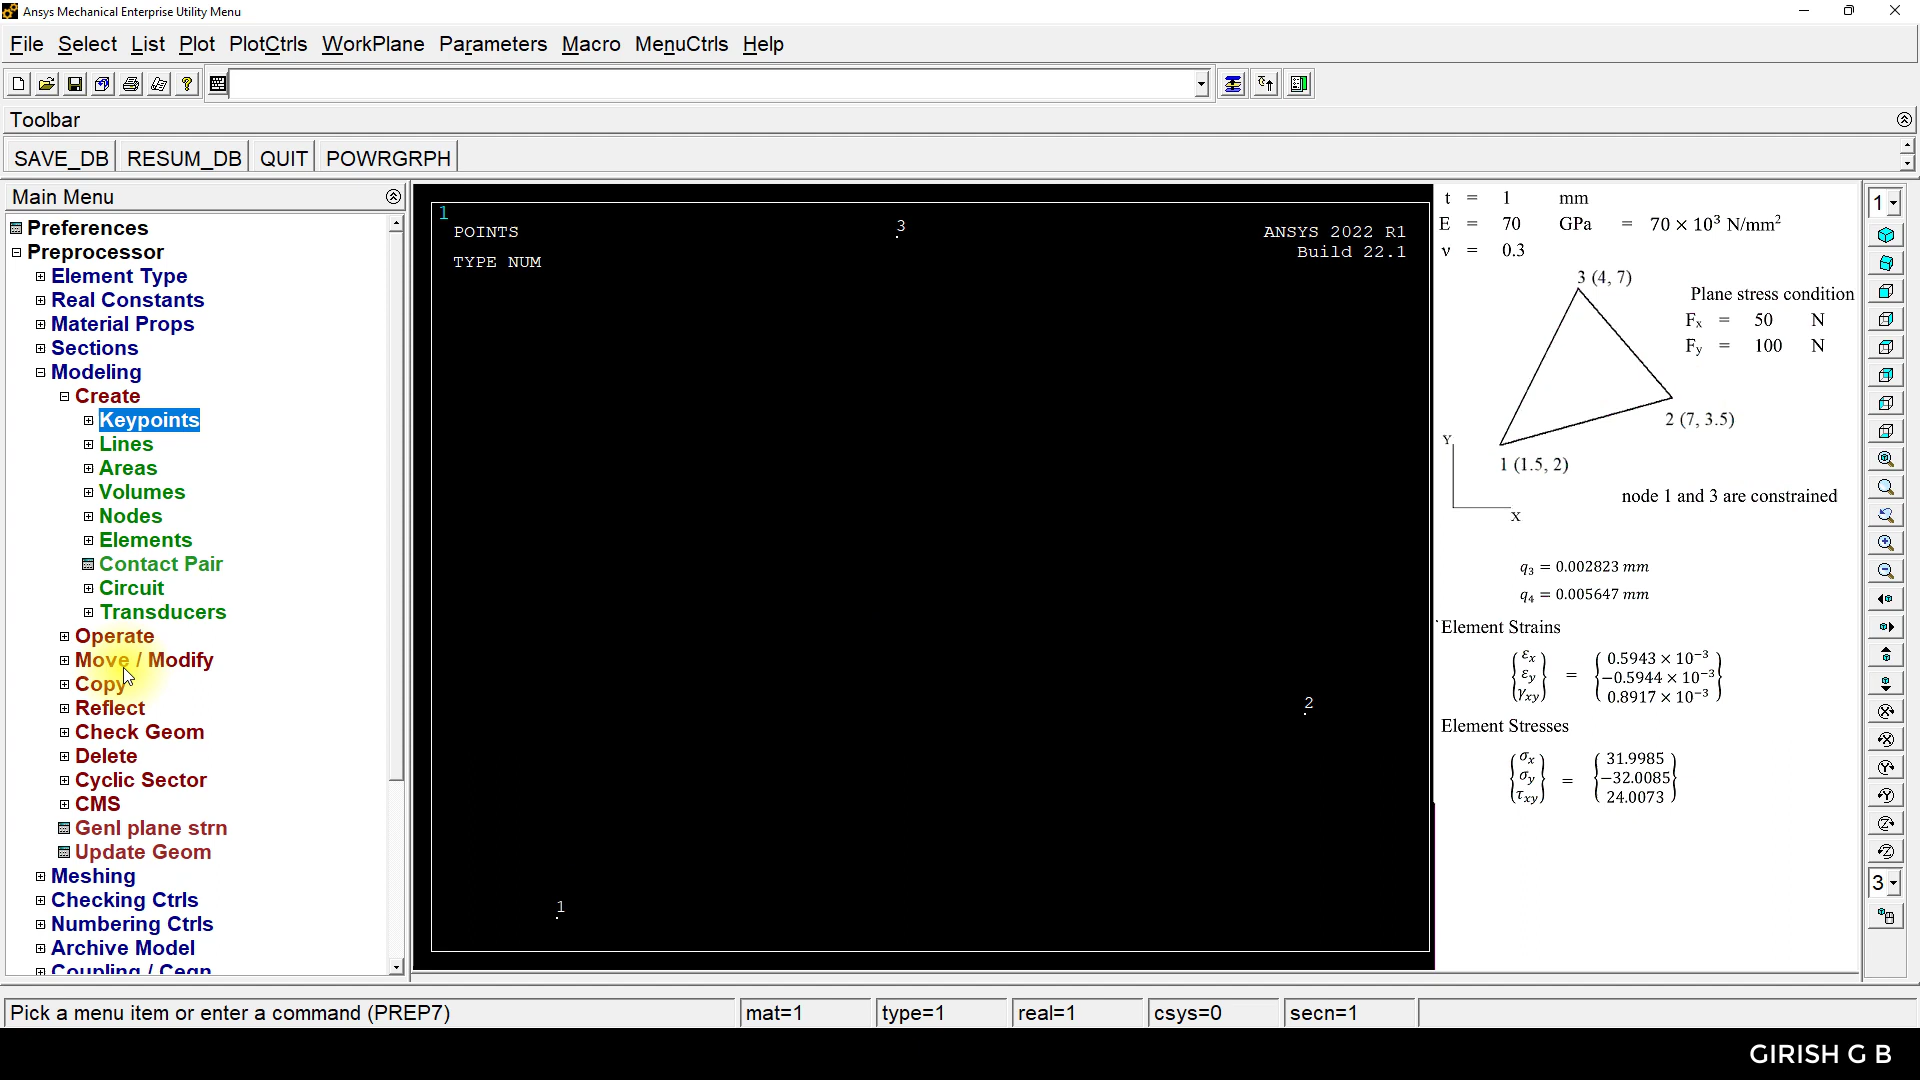 Ansys Mechanical Enterprise Utility Menu
File Select List Plot PlotCtrls WorkPlane Parameters Macro MenuCtrls Help
Toolbar
SAVE_DB RESUM_DB QUIT POWRGRPH
Main Menu
Preferences
Preprocessor
Element Type
Real Constants
Material Props
Sections
Modeling
Create
Keypoints
Lines
Areas
Volumes
Nodes
Elements
Contact Pair
Circuit
Transducers
Operate
Move / Modify
Copy
Reflect
Check Geom
Delete
Cyclic Sector
CMS
Genl plane strn
Update Geom
Meshing
Checking Ctrls
Numbering Ctrls
Archive Model
Coupling / Ceqn
1
POINTS
TYPE NUM
3
ANSYS 2022 R1
Build 22.1
2
1
t = 1 mm
E = 70 GPa = 70 × 10³ N/mm²
ν = 0.3
3 (4, 7)
Plane stress condition
Fₓ = 50 N
Fᵧ = 100 N
2 (7, 3.5)
Y
1 (1.5, 2)
node 1 and 3 are constrained
X
q₃ = 0.002823 mm
q₄ = 0.005647 mm
Element Strains
εₓ 0.5943 × 10⁻³
εᵧ = −0.5944 × 10⁻³
γₓᵧ 0.8917 × 10⁻³
Element Stresses
σₓ 31.9985
σᵧ = −32.0085
τₓᵧ 24.0073
1
3
Pick a menu item or enter a command (PREP7) mat=1 type=1 real=1 csys=0 secn=1
GIRISH G B